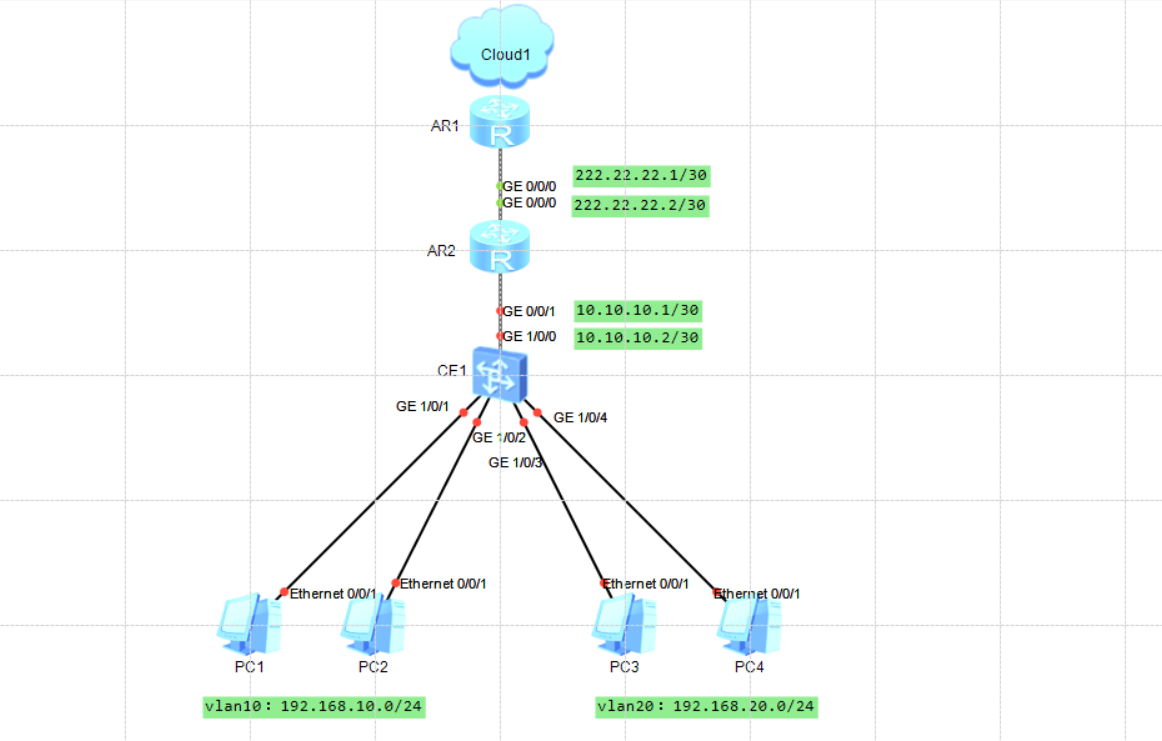 Cloud1
AR1
R
GE 0/0/0
222.22.22.1/30
GE 0/0/0
222.22.22.2/30
AR2
R
GE 0/0/1
10.10.10.1/30
GE 1/0/0
10.10.10.2/30
CE1
GE 1/0/1
GE 1/0/4
GE 1/0/2
GE 1/0/3
Ethernet 0/0/1
Ethernet 0/0/1
Ethernet 0/0/1
Ethernet 0/0/1
PC1
PC2
PC3
PC4
vlan10：192.168.10.0/24
vlan20：192.168.20.0/24